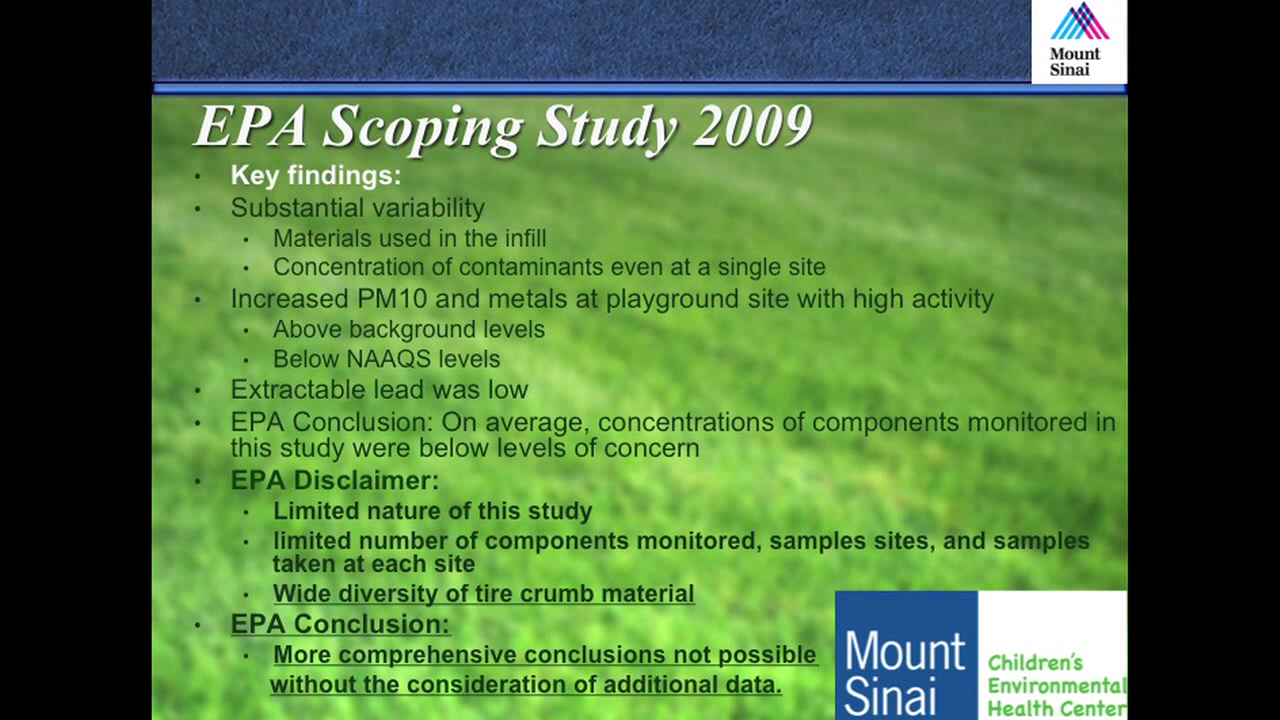 Mount
Sinai
EPA Scoping Study 2009
• Key findings:
• Substantial variability
• Materials used in the infill
• Concentration of contaminants even at a single site
• Increased PM10 and metals at playground site with high activity
• Above background levels
• Below NAAQS levels
• Extractable lead was low
• EPA Conclusion: On average, concentrations of components monitored in
this study were below levels of concern
• EPA Disclaimer:
• Limited nature of this study
• limited number of components monitored, samples sites, and samples
taken at each site
• Wide diversity of tire crumb material
• EPA Conclusion:
• More comprehensive conclusions not possible
without the consideration of additional data.
Mount
Sinai
Children's
Environmental
Health Center